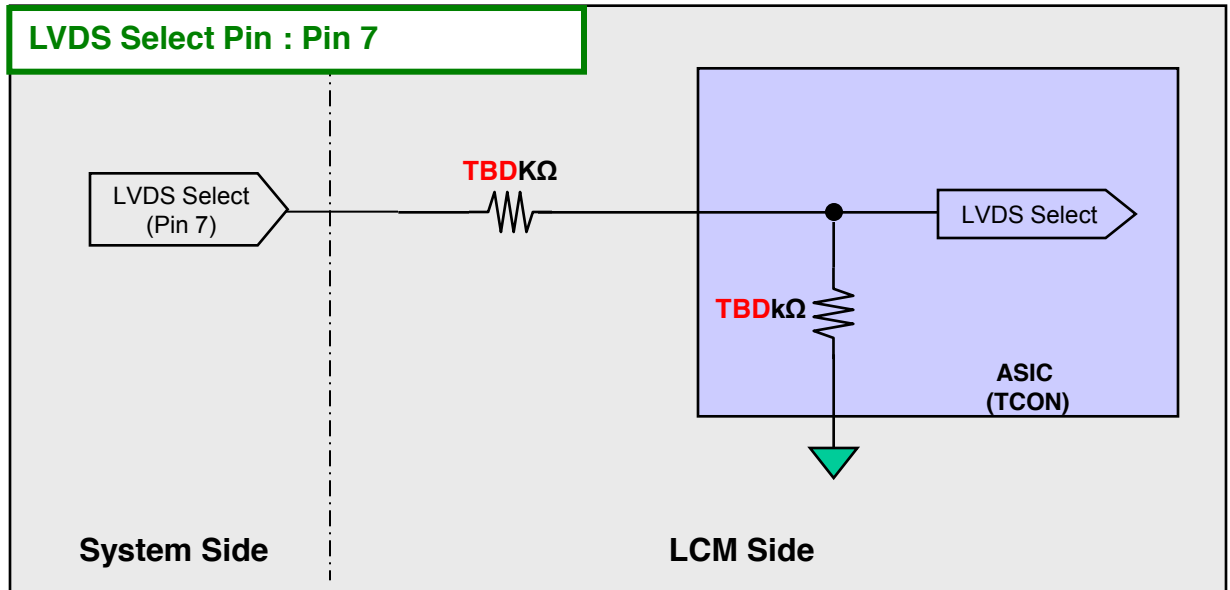 LVDS Select Pin : Pin 7
TBDKΩ
LVDS Select
(Pin 7)
LVDS Select
TBDkΩ
ASIC
(TCON)
System Side
LCM Side